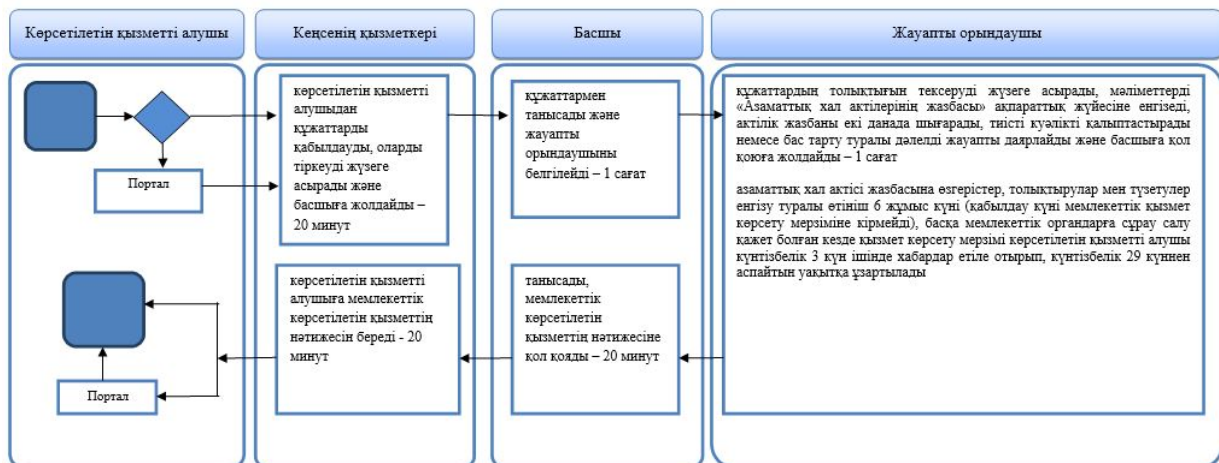 Көрсетілетін қызметті алушы
Кеңсенің қызметкері
Басшы
Жауапты орындаушы
Портал
көрсетілетін қызметті
алушыдан
құжаттарды
қабылдауды, оларды
тіркеуді жүзеге
асырады және
басшыға жолдайды –
20 минут
құжаттармен
танысады және
жауапты
орындаушыны
белгілейді – 1 сағат
құжаттардың толықтығын тексеруді жүзеге асырады, мәліметтерді
«Азаматтық хал актілерінің жазбасы» ақпараттық жүйесіне енгізеді,
актілік жазбаны екі данада шығарады, тиісті куәлікті қалыптастырады
немесе бас тарту туралы дәлелді жауапты даярлайды және басшыға қол
қоюға жолдайды – 1 сағат
азаматтық хал актісі жазбасына өзгерістер, толықтырулар мен түзетулер
енгізу туралы өтініш 6 жұмыс күні (қабылдау күні мемлекеттік қызмет
көрсету мерзіміне кірмейді), басқа мемлекеттік органдарға сұрау салу
қажет болған кезде қызмет көрсету мерзімі көрсетілетін қызметті алушы
күнтізбелік 3 күн ішінде хабардар етіле отырып, күнтізбелік 29 күннен
аспайтын уақытқа ұзартылады
Портал
көрсетілетін қызметті
алушыға мемлекеттік
көрсетілетін қызметтің
нәтижесін береді - 20
минут
танысады,
мемлекеттік
көрсетілетін
қызметтің нәтижесіне
қол қояды – 20 минут